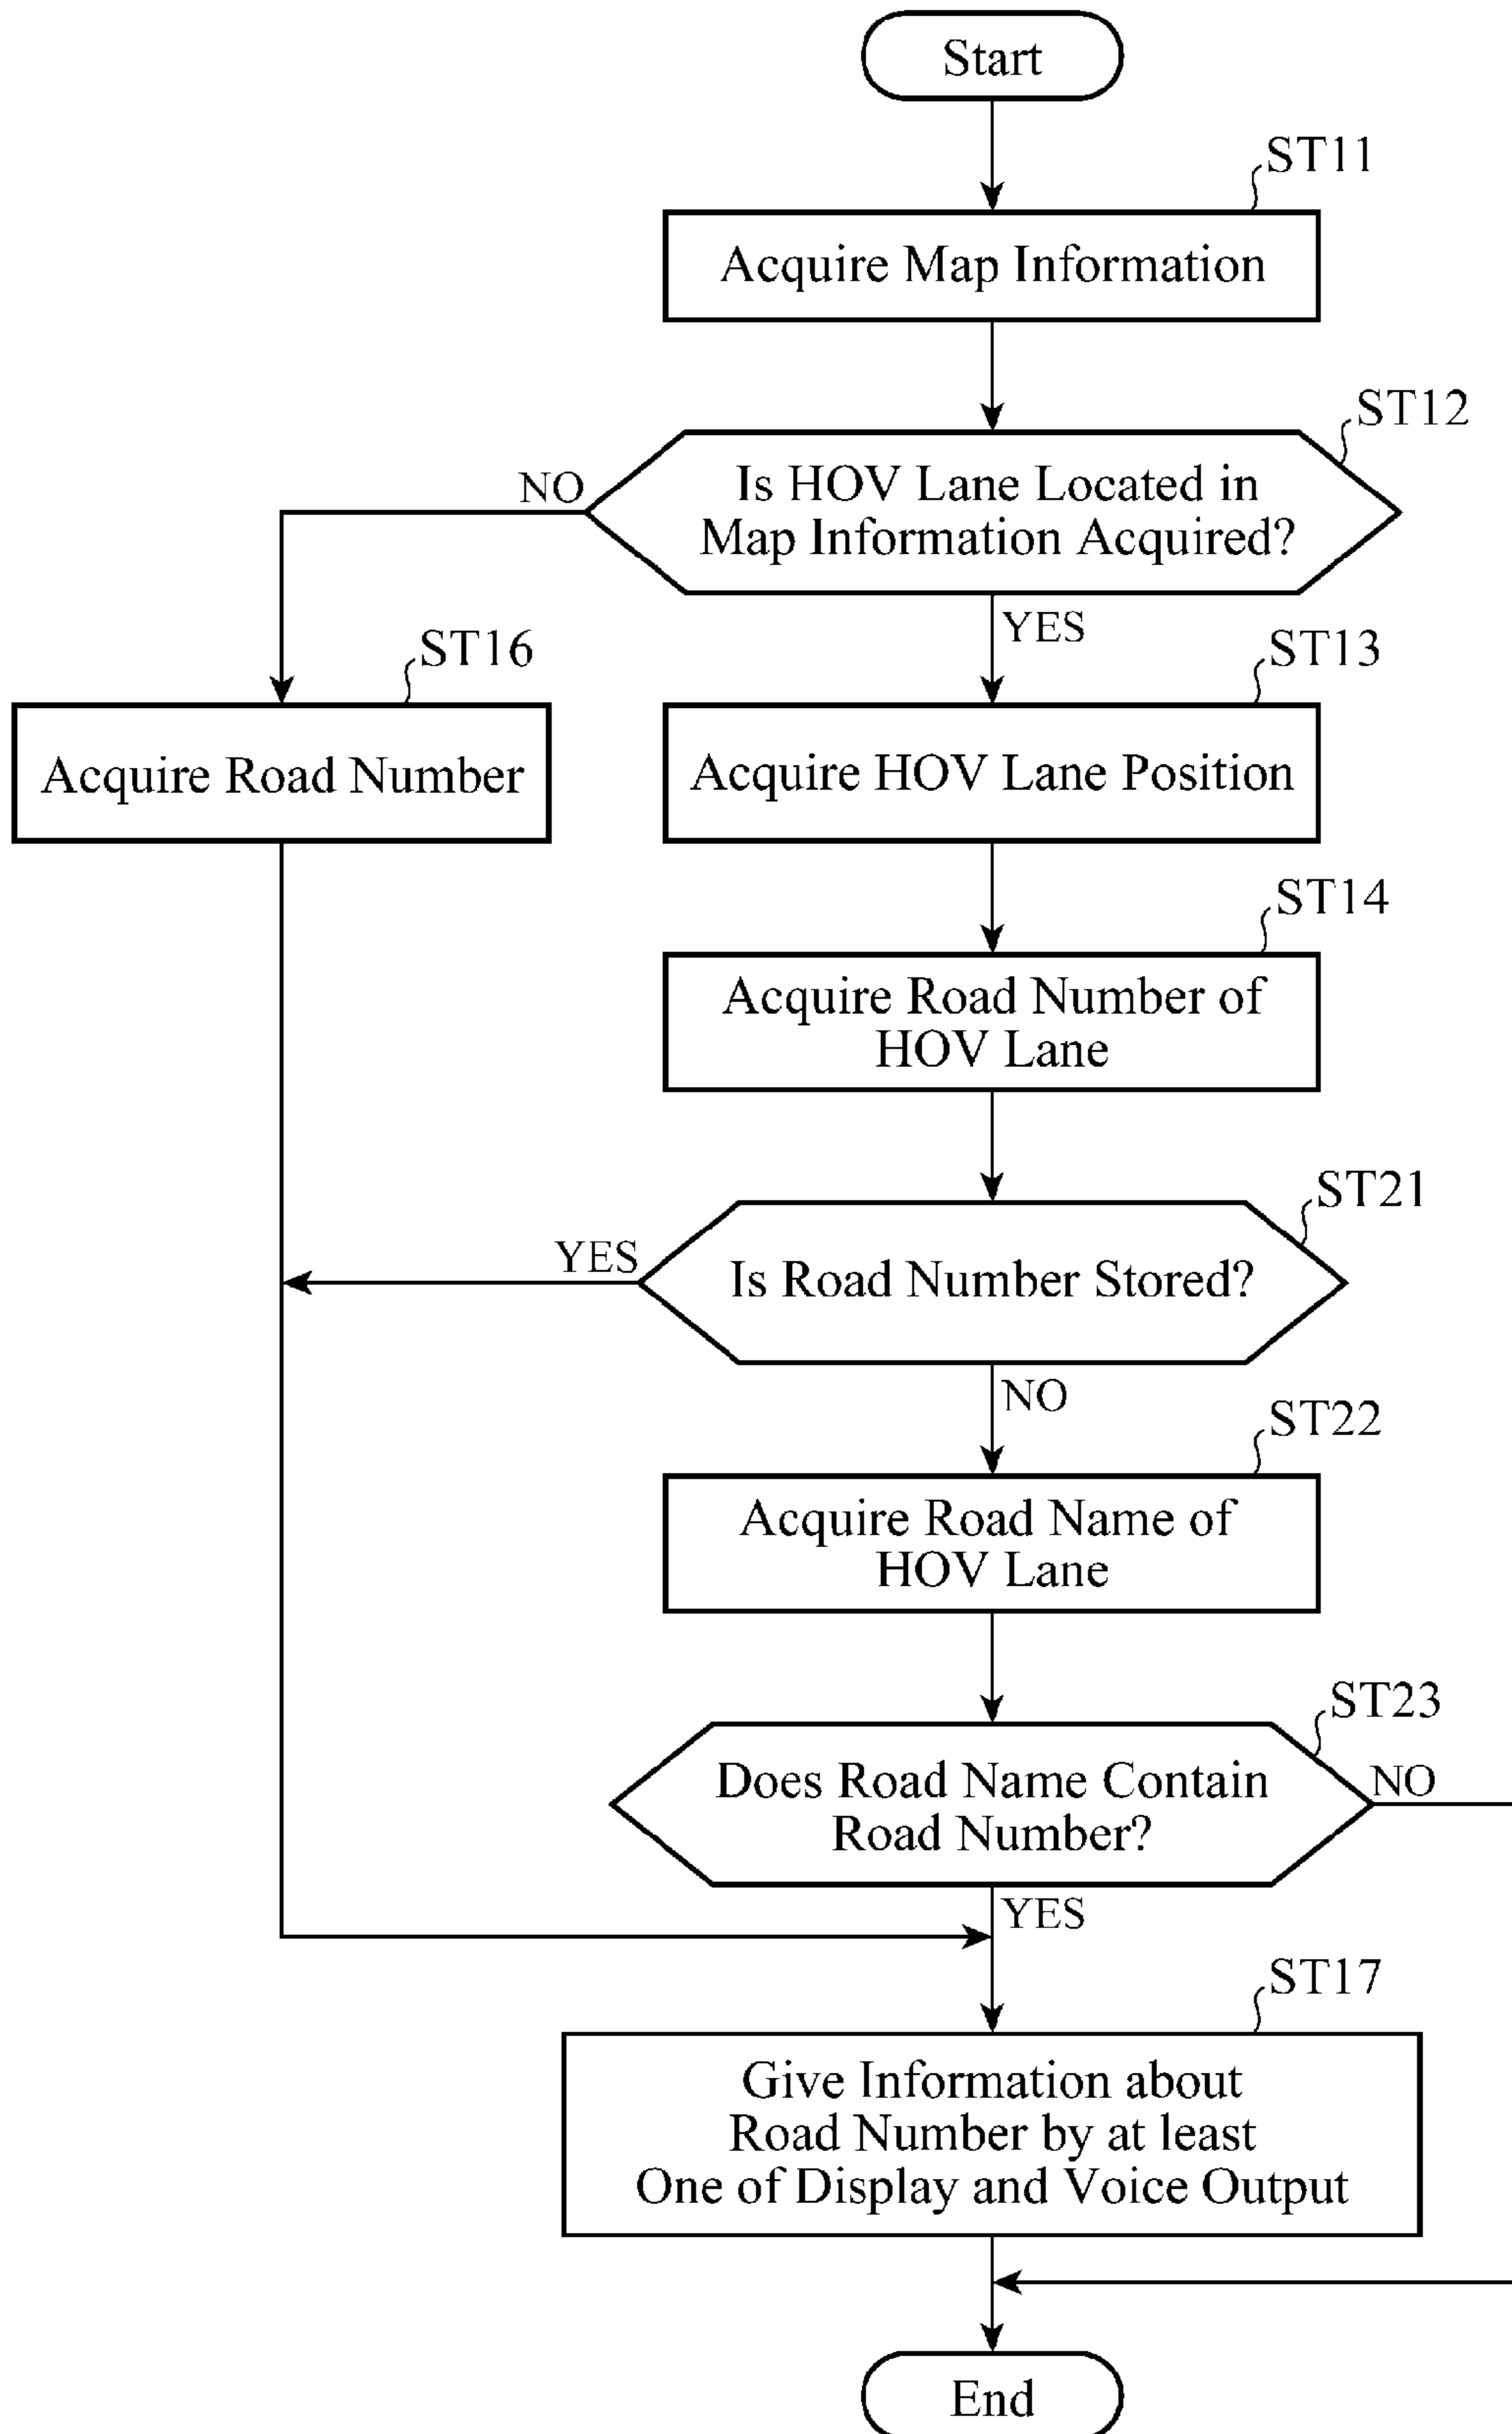 Start
ST11
Acquire Map Information
ST12
NO
Is HOV Lane Located in
Map Information Acquired?
YES
ST16
ST13
Acquire Road Number
Acquire HOV Lane Position
ST14
Acquire Road Number of
HOV Lane
ST21
YES
Is Road Number Stored?
NO
ST22
Acquire Road Name of
HOV Lane
ST23
Does Road Name Contain
Road Number?
NO
YES
ST17
Give Information about
Road Number by at least
One of Display and Voice Output
End